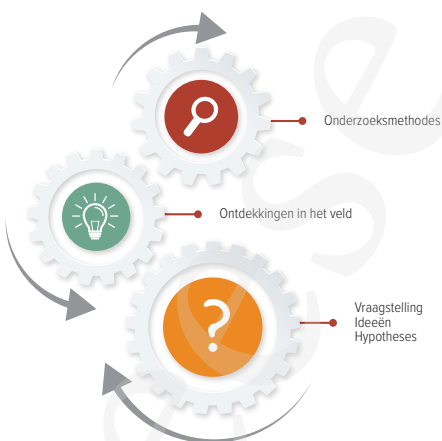 Onderzoeksmethodes
Ontdekkingen in het veld
?
Vraagstelling
Ideeën
Hypotheses